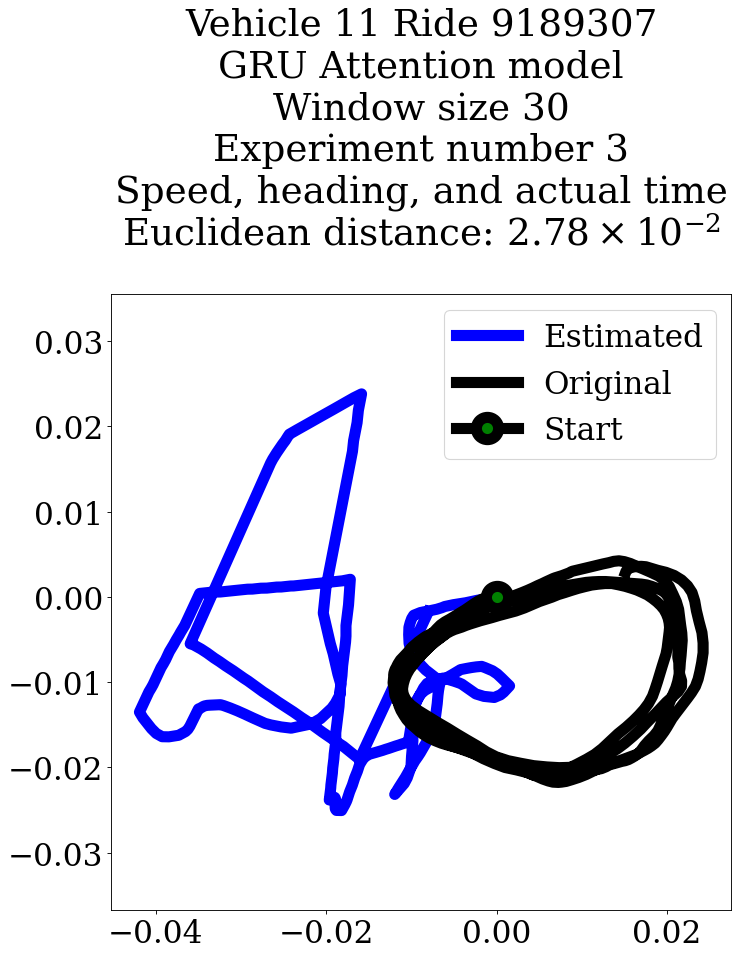 Vehicle 11 Ride 9189307
GRU Attention model
Window size 30
Experiment number 3
Speed, heading, and actual time
Euclidean distance: 2.78 × 10⁻²
Estimated
Original
Start
0.03
0.02
0.01
0.00
−0.01
−0.02
−0.03
−0.04
−0.02
0.00
0.02